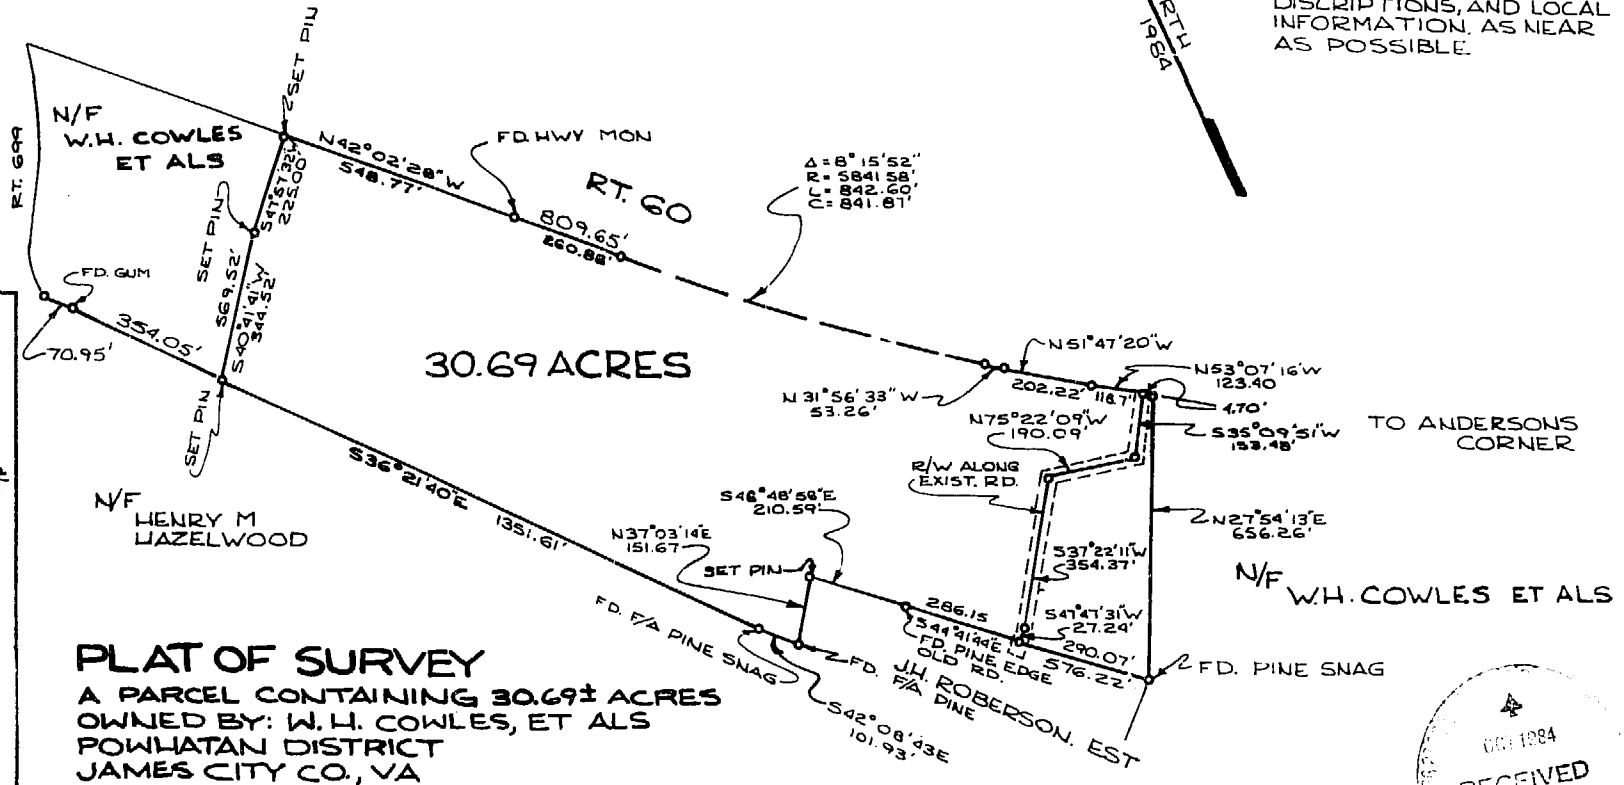 RTH
1984
DISCRIPTIONS, AND LOCAL
INFORMATION. AS NEAR
AS POSSIBLE
SET PIN
RT. 699
N/F
W.H. COWLES
ET ALS
N42°02'28"W
548.77'
FD. HWY MON
RT. 60
809.65'
260.88'
Δ = 8°15'52"
R = 5841.58'
L = 842.60'
C = 841.87'
S47°57'32"W
225.00'
SET PIN
569.52'
S40°41'41"W
344.52'
FD. GUM
354.05'
70.95'
SET PIN
30.69 ACRES
N51°47'20"W
202.22'
N31°56'33"W
53.26'
N53°07'16"W
123.40
118.7'
4.70'
S35°09'51"W
153.48'
TO ANDERSONS
CORNER
N75°22'09"W
190.09'
R/W ALONG
EXIST. RD.
S46°48'58"E
210.59'
N27°54'13"E
656.26'
N/F
HENRY M
HAZELWOOD
S36°21'40"E
1351.61'
N37°03'14"E
151.67
SET PIN
S37°22'11"W
354.37'
N/F
W.H. COWLES ET ALS
286.15
S44°41'44"E
S47°47'31"W
27.24'
290.07'
576.22'
FD. PINE EDGE
OLD RD.
FD. PINE SNAG
FD. F/A PINE SNAG
FD.
F/A PINE
J.H. ROBERSON. EST
S42°08'43E
101.93'
PLAT OF SURVEY
A PARCEL CONTAINING 30.69± ACRES
OWNED BY: W. H. COWLES, ET ALS
POWHATAN DISTRICT
JAMES CITY CO., VA
1984
RECEIVED